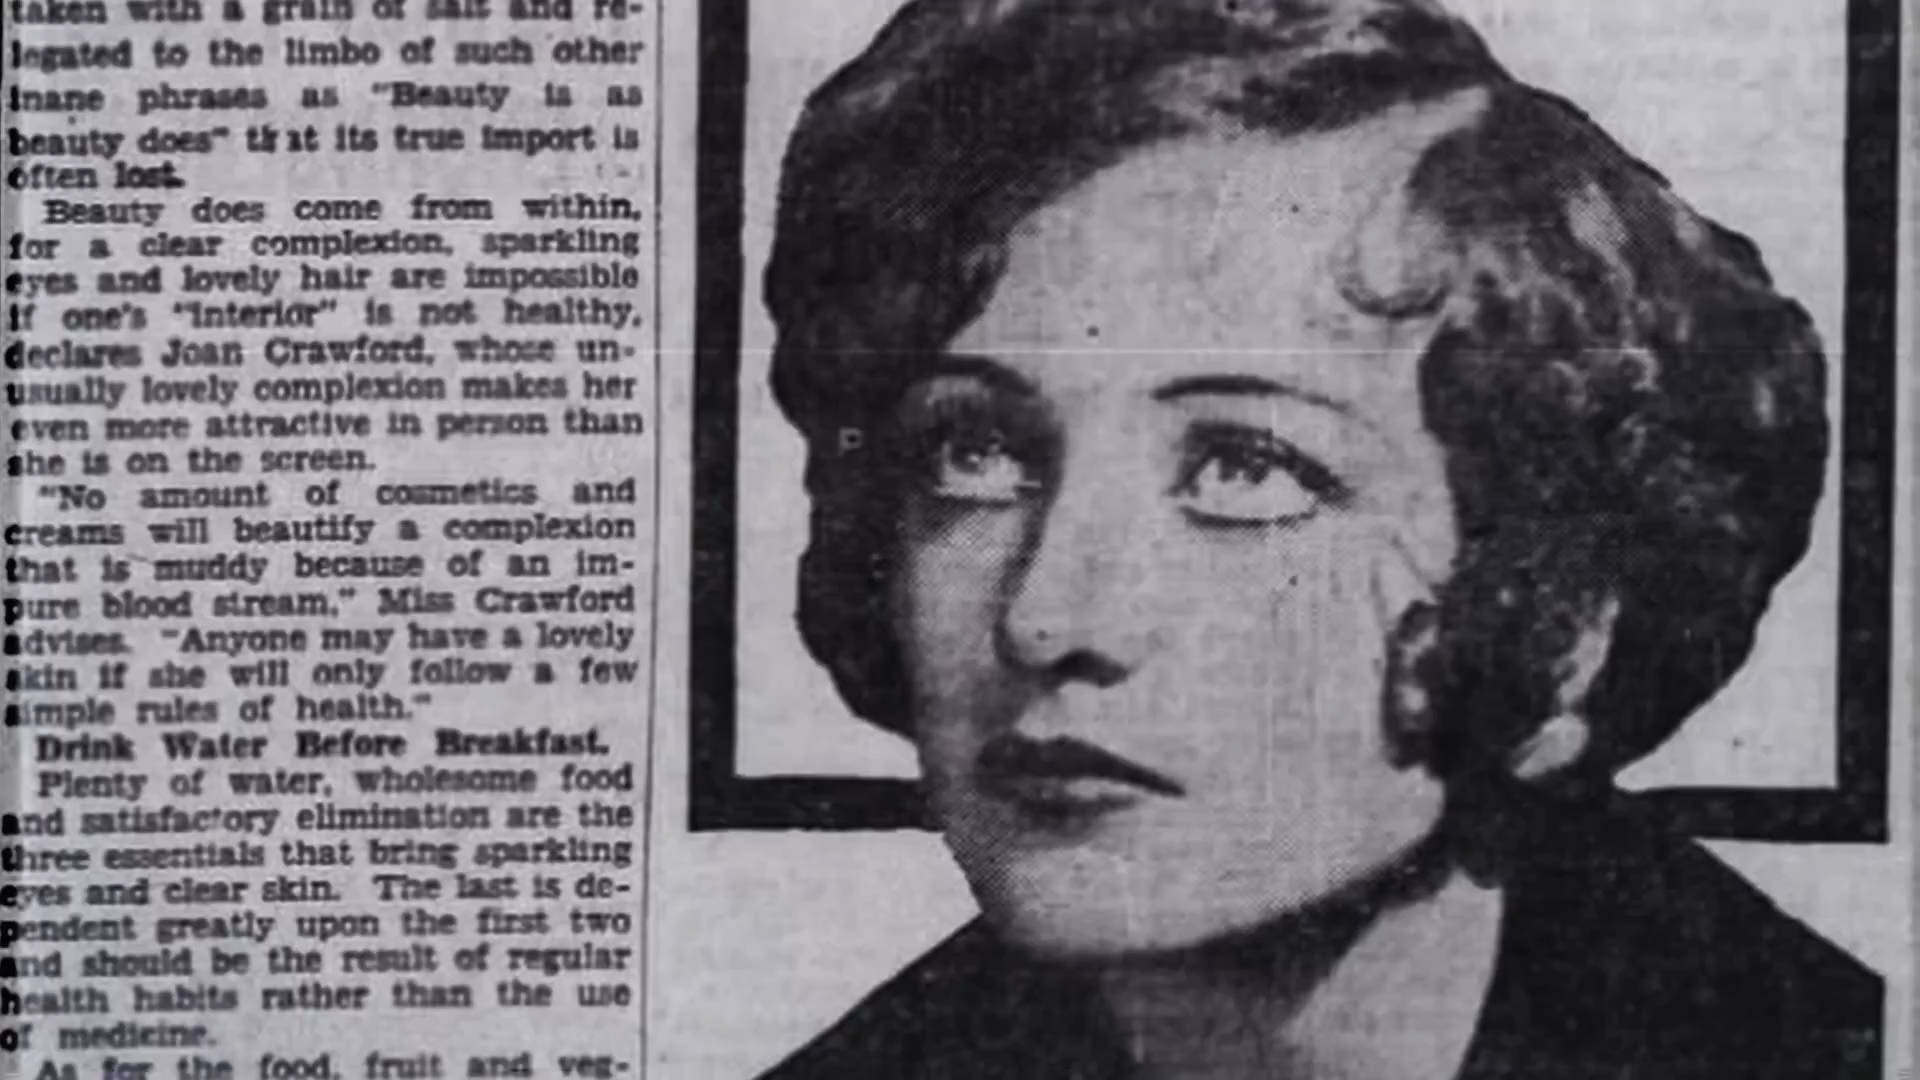 taken with a grain of salt and re-
legated to the limbo of such other
inane phrases as "Beauty is as
beauty does" that its true import is
often lost.
Beauty does come from within,
for a clear complexion, sparkling
eyes and lovely hair are impossible
if one's "interior" is not healthy,
declares Joan Crawford, whose un-
usually lovely complexion makes her
even more attractive in person than
she is on the screen.
"No amount of cosmetics and
creams will beautify a complexion
that is muddy because of an im-
pure blood stream," Miss Crawford
advises. "Anyone may have a lovely
skin if she will only follow a few
simple rules of health."
Drink Water Before Breakfast.
Plenty of water, wholesome food
and satisfactory elimination are the
three essentials that bring sparkling
eyes and clear skin. The last is de-
pendent greatly upon the first two
and should be the result of regular
health habits rather than the use
of medicine.
As for the food, fruit and veg-